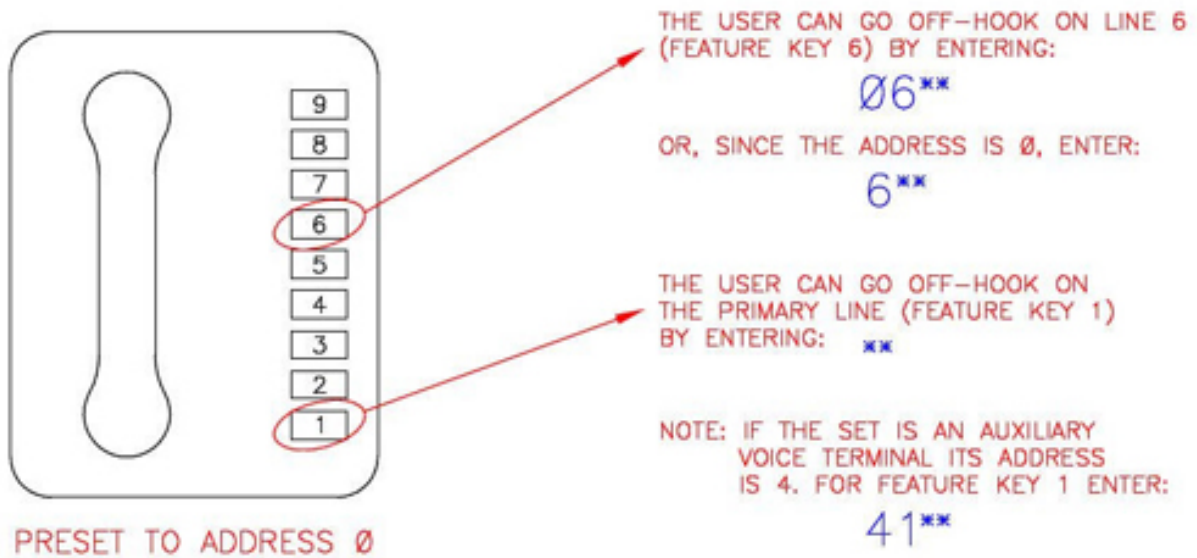 9
8
7
6
5
4
3
2
1
PRESET TO ADDRESS Ø
THE USER CAN GO OFF-HOOK ON LINE 6
(FEATURE KEY 6) BY ENTERING:
Ø6**
OR, SINCE THE ADDRESS IS Ø, ENTER:
6**
THE USER CAN GO OFF-HOOK ON
THE PRIMARY LINE (FEATURE KEY 1)
BY ENTERING: **
NOTE: IF THE SET IS AN AUXILIARY
VOICE TERMINAL ITS ADDRESS
IS 4. FOR FEATURE KEY 1 ENTER:
41**